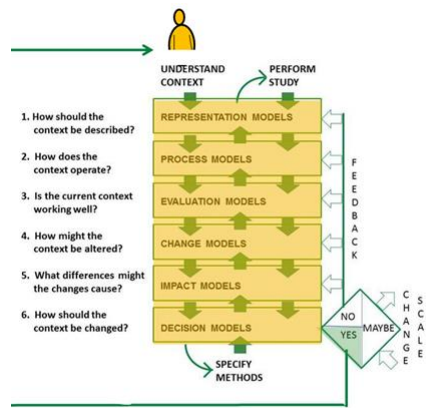 UNDERSTAND
CONTEXT
PERFORM
STUDY
1. How should the
context be described?
REPRESENTATION MODELS
2. How does the
context operate?
PROCESS MODELS
3. Is the current context
working well?
EVALUATION MODELS
4. How might the
context be altered?
CHANGE MODELS
5. What differences might
the changes cause?
IMPACT MODELS
6. How should the
context be changed?
DECISION MODELS
FEEDBACK
NO
YES
MAYBE
CHANGE
SCALE
SPECIFY
METHODS